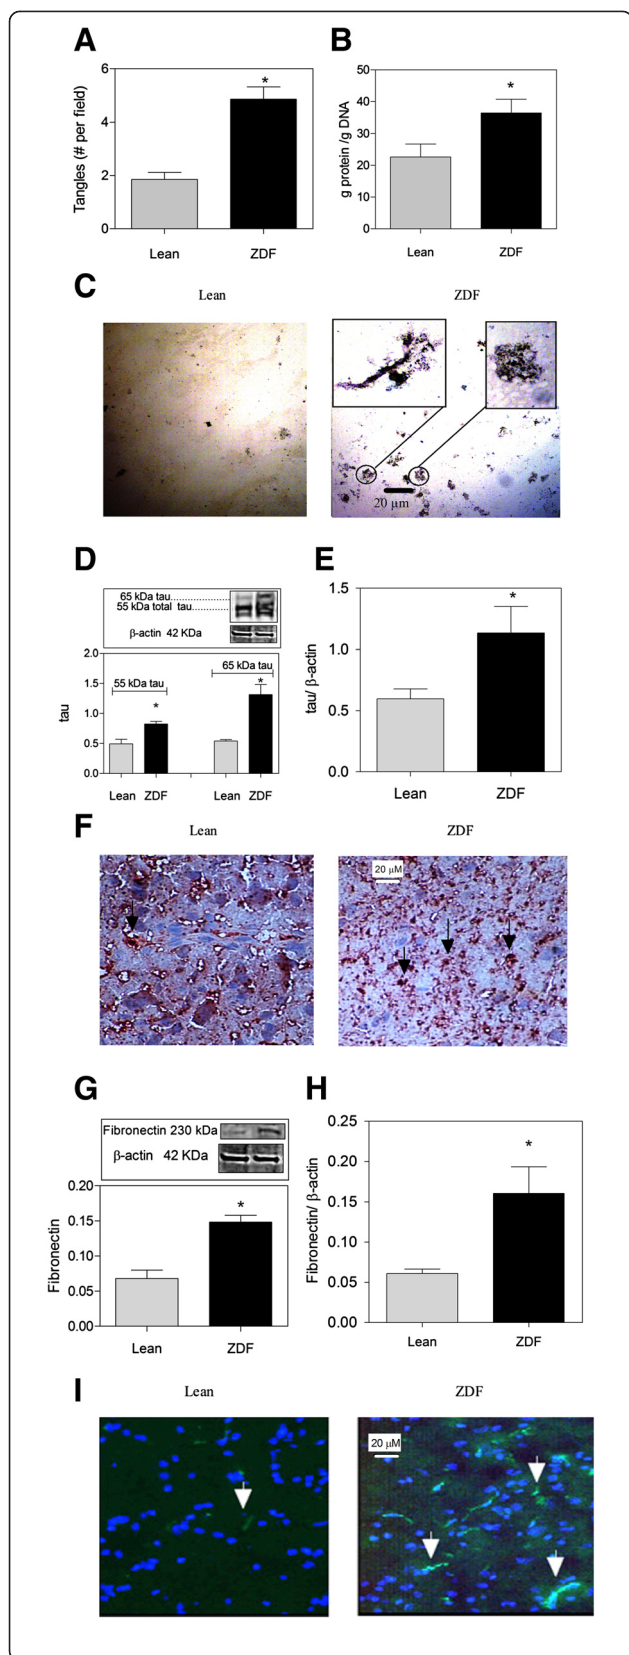 A
B
6
4
2
0
Tangles (# per field)
*
Lean ZDF
50
40
30
20
10
0
g protein /g DNA
*
Lean ZDF
C
Lean ZDF
20 µm
D
65 kDa tau
55 kDa total tau
β-actin 42 KDa
2.0
1.5
1.0
0.5
0.0
tau
55 kDa tau
65 kDa tau
*
*
Lean ZDF Lean ZDF
E
1.5
1.0
0.5
0.0
tau/ β-actin
*
Lean ZDF
F
Lean ZDF
20 µM
G
Fibronectin 230 kDa
β-actin 42 KDa
0.20
0.15
0.10
0.05
0.00
Fibronectin
*
Lean ZDF
H
0.25
0.20
0.15
0.10
0.05
0.00
Fibronectin/ β-actin
*
Lean ZDF
I
Lean ZDF
20 µM